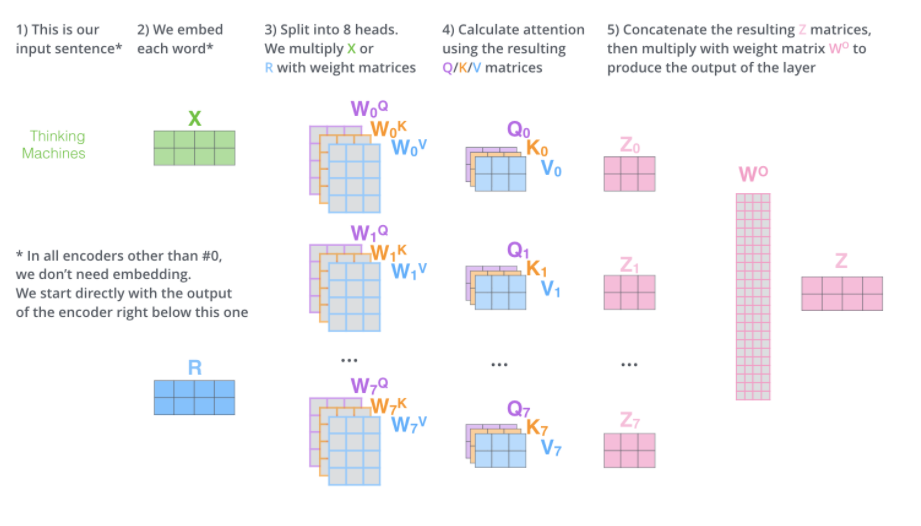 1) This is our
input sentence*
2) We embed
each word*
3) Split into 8 heads.
We multiply X or
R with weight matrices
4) Calculate attention
using the resulting
Q/K/V matrices
5) Concatenate the resulting Z matrices,
then multiply with weight matrix Wᴼ to
produce the output of the layer
Thinking
Machines
X
W₀Q
W₀K
W₀V
Q₀
K₀
V₀
Z₀
Wᴼ
* In all encoders other than #0,
we don’t need embedding.
We start directly with the output
of the encoder right below this one
W₁Q
W₁K
W₁V
Q₁
K₁
V₁
Z₁
Z
...
...
...
R
W₇Q
W₇K
W₇V
Q₇
K₇
V₇
Z₇